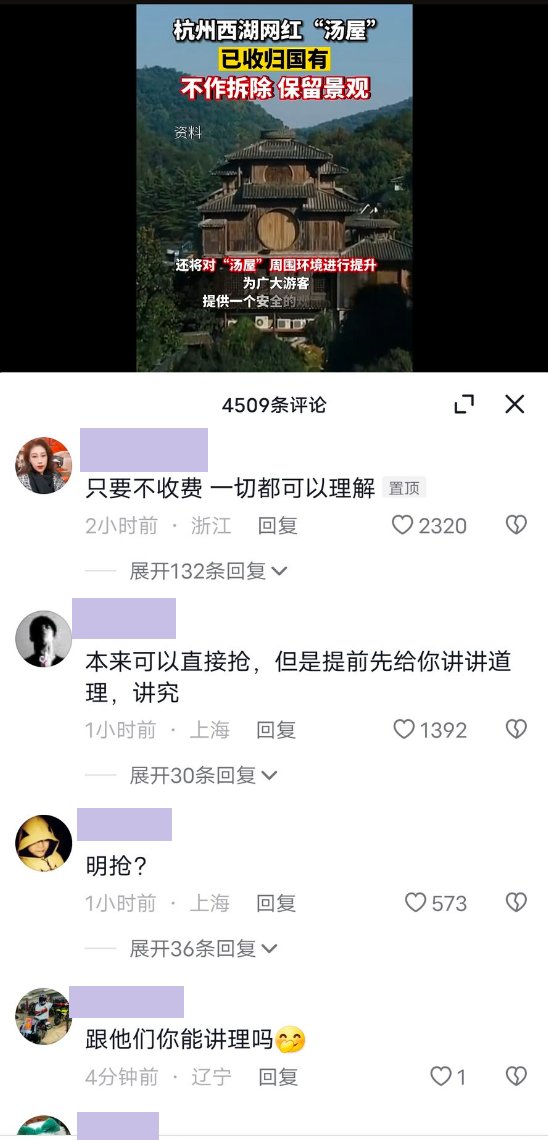 杭州西湖网红“汤屋”
已收归国有
不作拆除 保留景观
资料
还将对“汤屋”周围环境进行提升
为广大游客
提供一个安全的观
4509条评论
只要不收费 一切都可以理解 置顶
2小时前 · 浙江 回复 2320
展开132条回复
本来可以直接抢，但是提前先给你讲讲道
理，讲究
1小时前 · 上海 回复 1392
展开30条回复
明抢？
1小时前 · 上海 回复 573
展开36条回复
跟他们你能讲理吗🤭
4分钟前 · 辽宁 回复 1